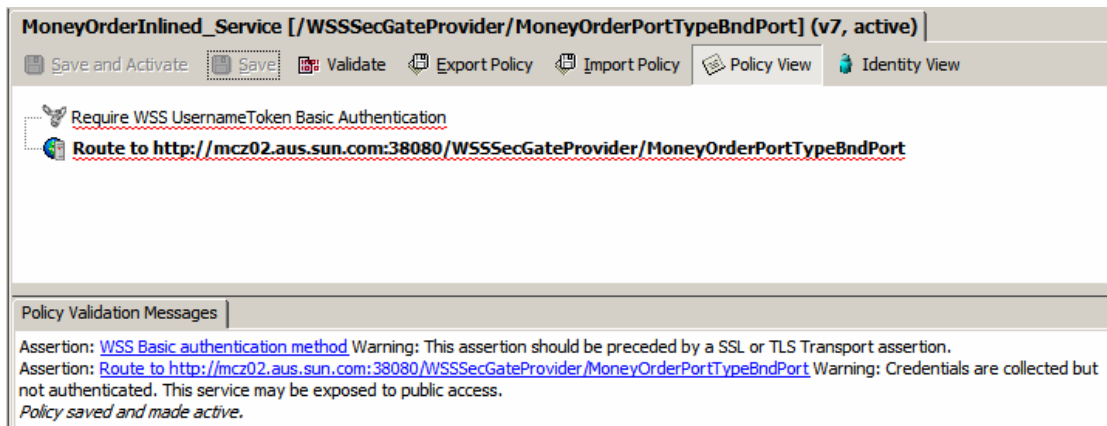 MoneyOrderInlined_Service [/WSSSecGateProvider/MoneyOrderPortTypeBndPort] (v7, active)
Save and Activate Save Validate Export Policy Import Policy Policy View Identity View
Require WSS UsernameToken Basic Authentication
Route to http://mcz02.aus.sun.com:38080/WSSSecGateProvider/MoneyOrderPortTypeBndPort
Policy Validation Messages
Assertion: WSS Basic authentication method Warning: This assertion should be preceded by a SSL or TLS Transport assertion.
Assertion: Route to http://mcz02.aus.sun.com:38080/WSSSecGateProvider/MoneyOrderPortTypeBndPort Warning: Credentials are collected but
not authenticated. This service may be exposed to public access.
Policy saved and made active.